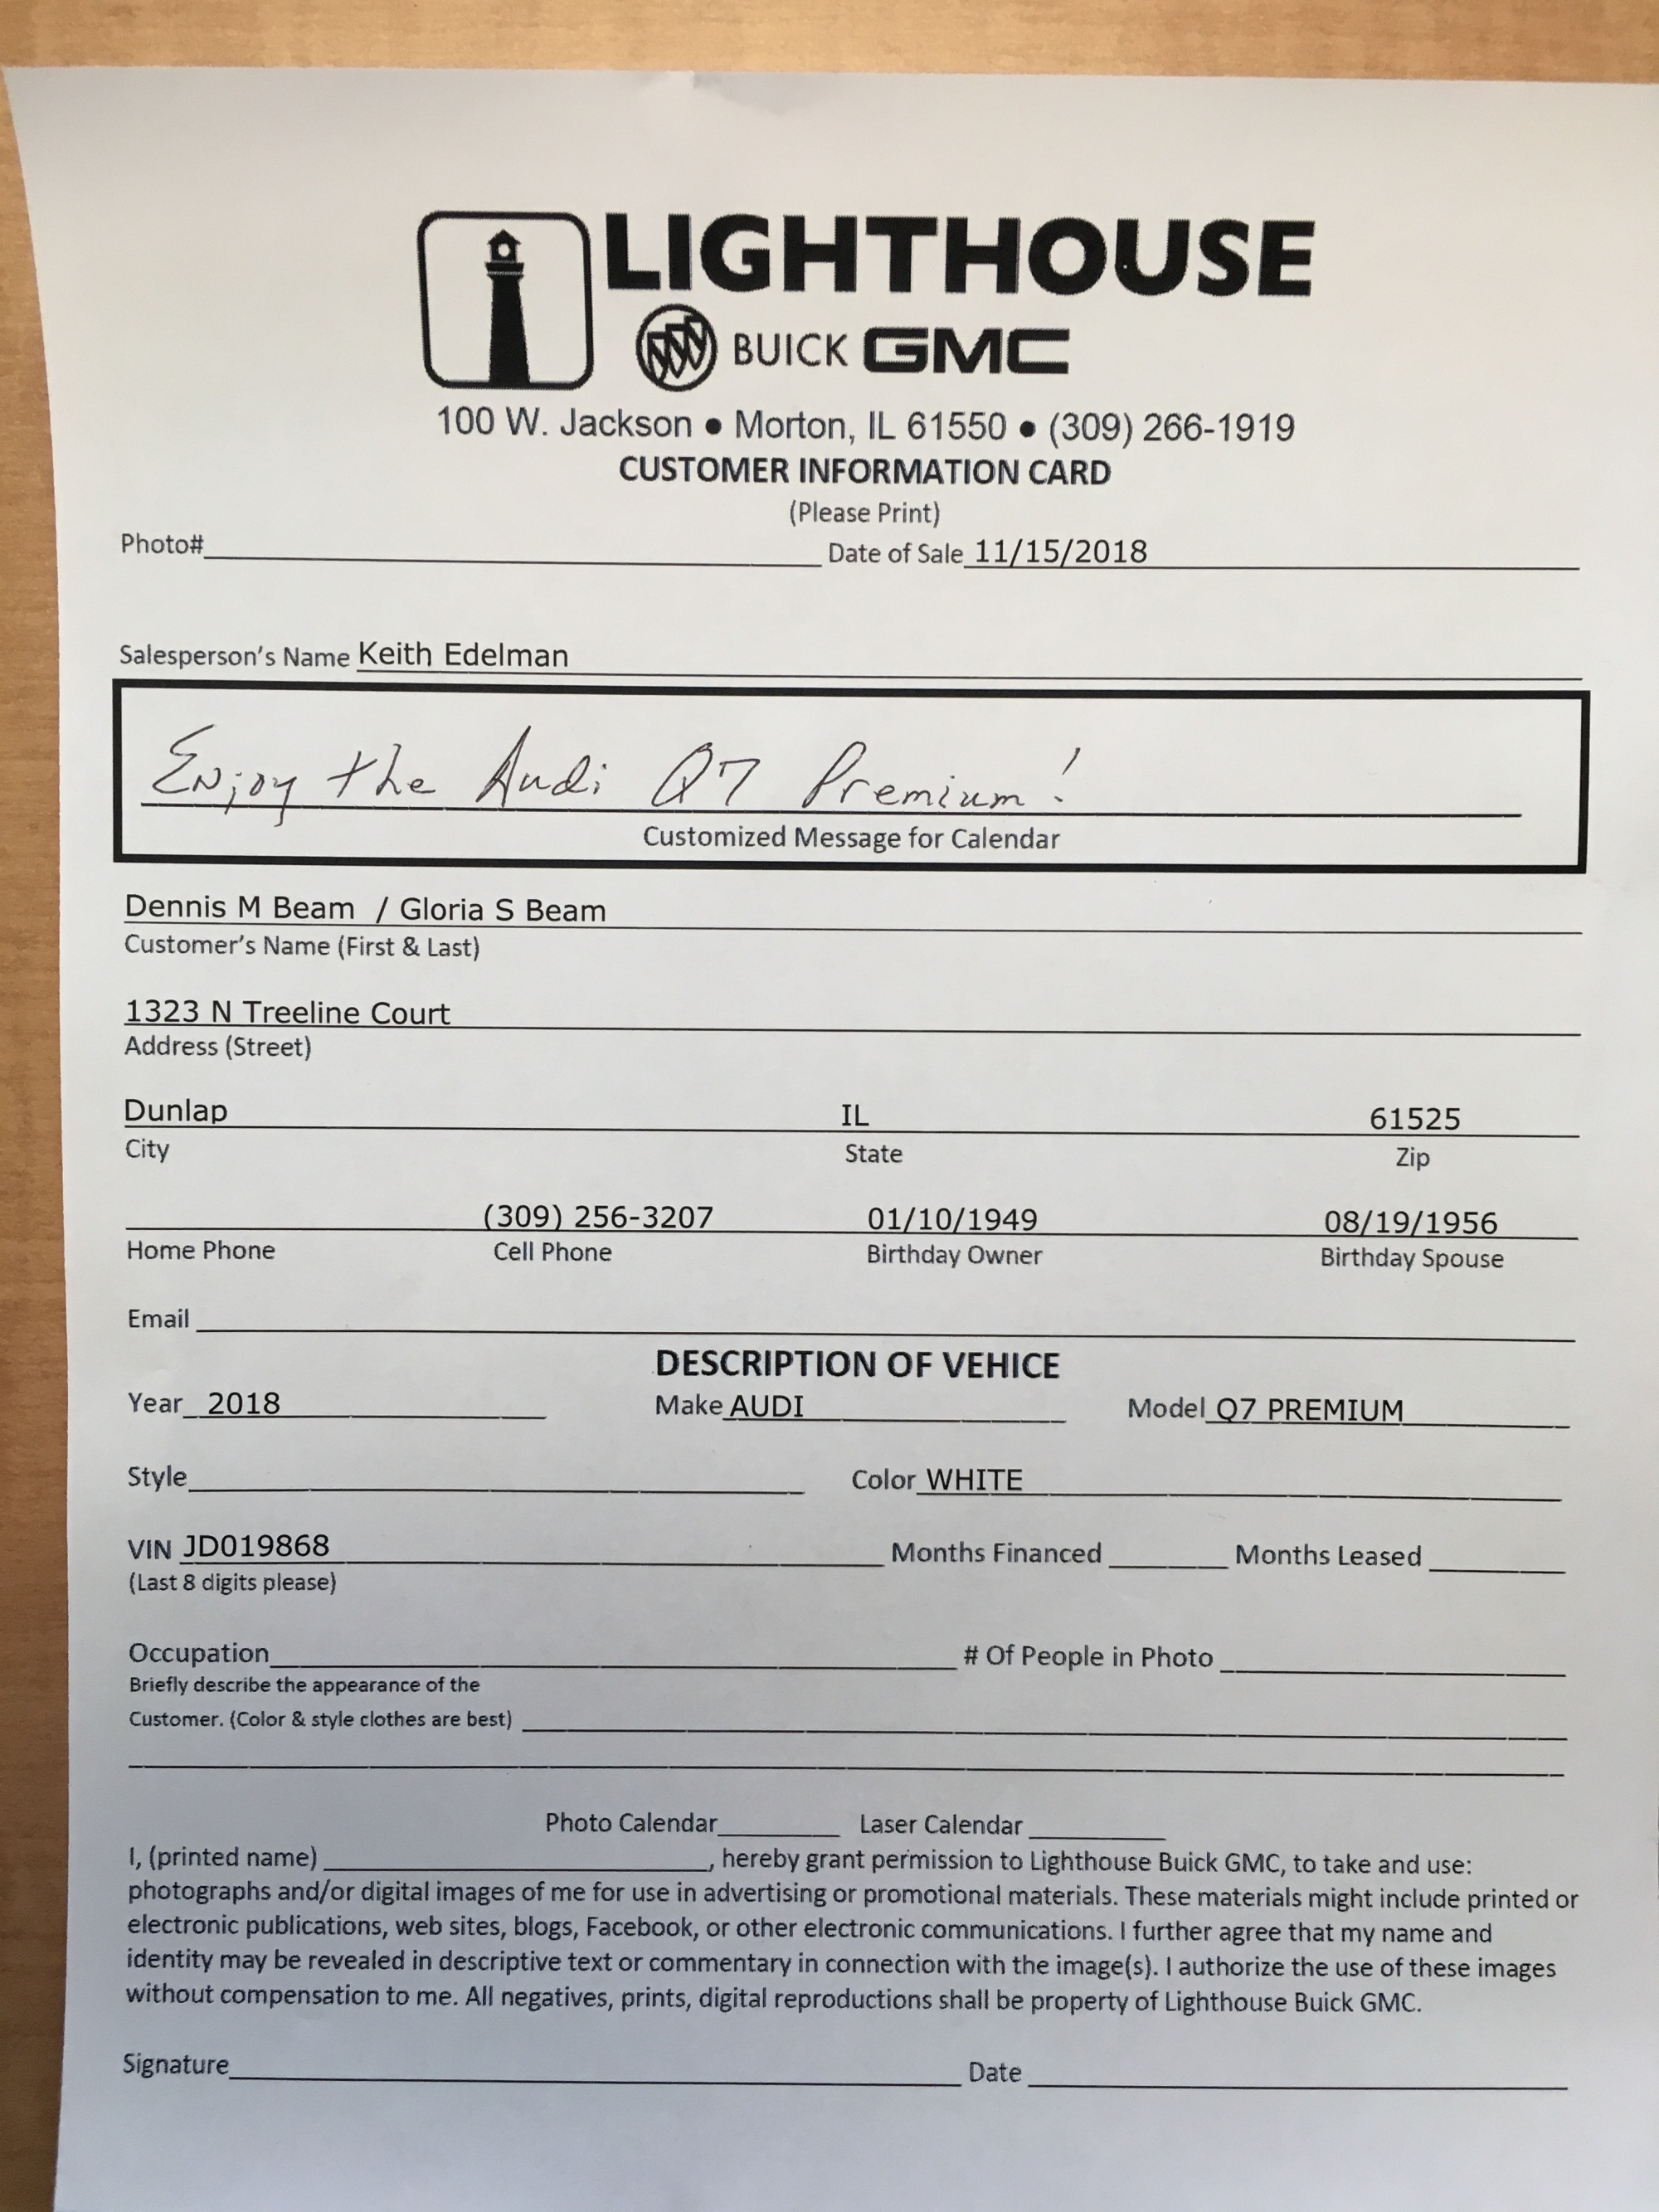 LIGHTHOUSE
BUICK GMC
100 W. Jackson ● Morton, IL 61550 ● (309) 266-1919
CUSTOMER INFORMATION CARD
(Please Print)
Photo# Date of Sale 11/15/2018
Salesperson's Name Keith Edelman
Enjoy the Audi Q7 Premium!
Customized Message for Calendar
Dennis M Beam / Gloria S Beam
Customer's Name (First & Last)
1323 N Treeline Court
Address (Street)
Dunlap IL 61525
City State Zip
(309) 256-3207 01/10/1949 08/19/1956
Home Phone Cell Phone Birthday Owner Birthday Spouse
Email
DESCRIPTION OF VEHICE
Year 2018 Make AUDI Model Q7 PREMIUM
Style Color WHITE
VIN JD019868 Months Financed Months Leased
(Last 8 digits please)
Occupation # Of People in Photo
Briefly describe the appearance of the
Customer. (Color & style clothes are best)
Photo Calendar Laser Calendar
I, (printed name) , hereby grant permission to Lighthouse Buick GMC, to take and use:
photographs and/or digital images of me for use in advertising or promotional materials. These materials might include printed or
electronic publications, web sites, blogs, Facebook, or other electronic communications. I further agree that my name and
identity may be revealed in descriptive text or commentary in connection with the image(s). I authorize the use of these images
without compensation to me. All negatives, prints, digital reproductions shall be property of Lighthouse Buick GMC.
Signature Date